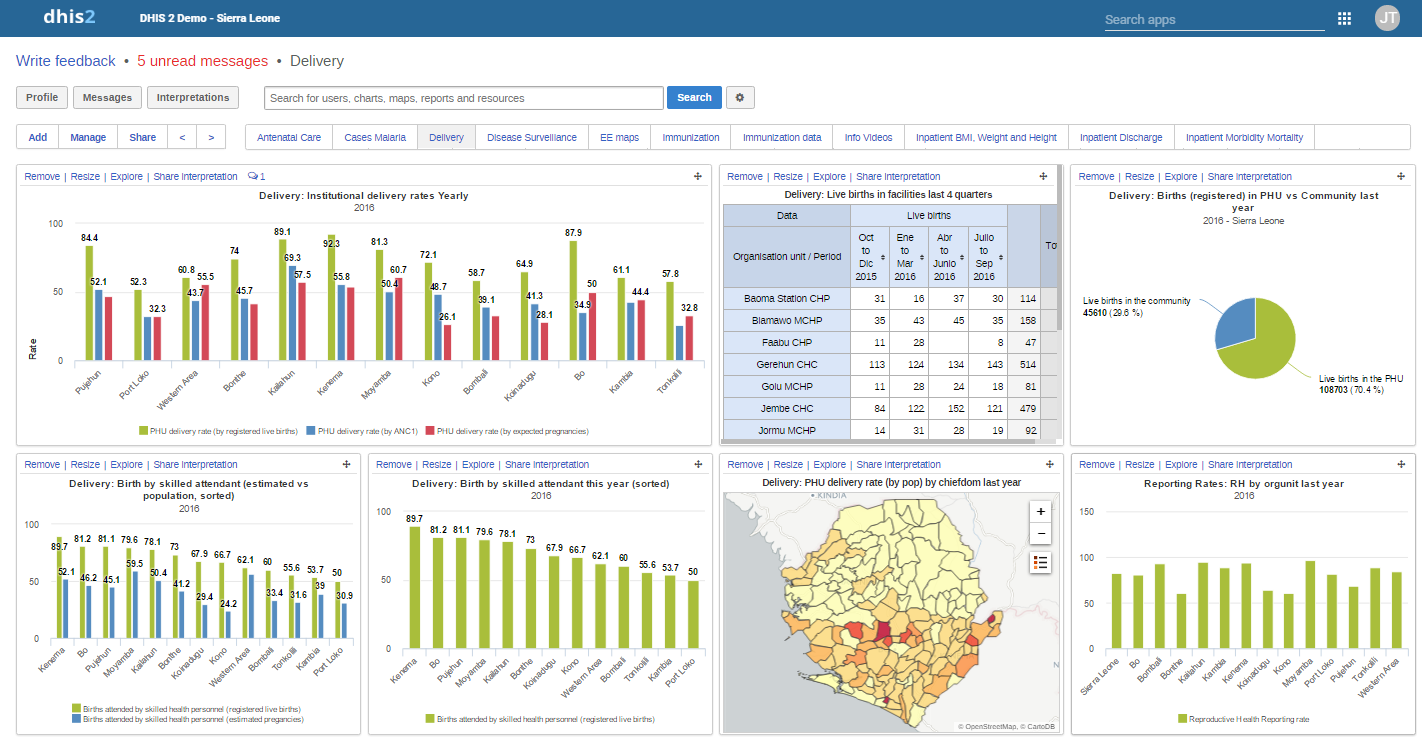 dhis2
DHIS 2 Demo - Sierra Leone
Search apps
JT
Write feedback • 5 unread messages • Delivery
Profile
Messages
Interpretations
Search for users, charts, maps, reports and resources
Search
Add
Manage
Share
<
>
Antenatal Care
Cases Malaria
Delivery
Disease Surveillance
EE maps
Immunization
Immunization data
Info Videos
Inpatient BMI, Weight and Height
Inpatient Discharge
Inpatient Morbidity Mortality
Remove | Resize | Explore | Share interpretation 1
Delivery: Institutional delivery rates Yearly
2016
100
50
0
Rate
84.4
52.1
52.3
32.3
60.8
43.7
55.5
74
45.7
89.1
69.3
57.5
92.3
55.8
81.3
50.4
60.7
72.1
48.7
26.1
58.7
39.1
64.9
41.3
28.1
87.9
34.9
50
61.1
44.4
57.8
32.8
Pujehun
Port Loko
Western Area
Bonthe
Kailahun
Kenema
Moyamba
Kono
Bombali
Koinadugu
Bo
Kambia
Tonkolili
PHU delivery rate (by registered live births)
PHU delivery rate (by ANC1)
PHU delivery rate (by expected pregnancies)
Remove | Resize | Explore | Share interpretation
Delivery: Live births in facilities last 4 quarters
Data Live births
Organisation unit / Period
Oct to Dic 2015
Ene to Mar 2016
Abr to Junio 2016
Julio to Sep 2016
Baoma Station CHP 31 16 37 30 114
Blamawo MCHP 35 43 45 35 158
Faabu CHP 11 28 8 47
Gerehun CHC 113 124 134 143 514
Golu MCHP 11 28 24 18 81
Jembe CHC 84 122 152 121 479
Jormu MCHP 14 31 28 19 92
Remove | Resize | Explore | Share interpretation
Delivery: Births (registered) in PHU vs Community last
year
2016 - Sierra Leone
Live births in the community
45610 (29.6 %)
Live births in the PHU
108703 (70.4 %)
Remove | Resize | Explore | Share interpretation
Delivery: Birth by skilled attendant (estimated vs
population, sorted)
2016
100
50
0
89.7
52.1
81.2
46.2
81.1
45.1
79.6
59.5
78.1
50.4
73
41.2
67.9
29.4
66.7
24.2
62.1
60
33.4
55.6
31.6
53.7
39
50
30.9
Kenema
Bo
Pujehun
Moyamba
Kailahun
Bonthe
Koinadugu
Kono
Western Area
Bombali
Tonkolili
Kambia
Port Loko
Births attended by skilled health personnel (registered live births)
Births attended by skilled health personnel (estimated pregancies)
Remove | Resize | Explore | Share interpretation
Delivery: Birth by skilled attendant this year (sorted)
2016
100
50
0
89.7
81.2
81.1
79.6
78.1
73
67.9
66.7
62.1
60
55.6
53.7
50
Kenema
Bo
Pujehun
Moyamba
Kailahun
Bonthe
Koinadugu
Kono
Western Area
Bombali
Tonkolili
Kambia
Port Loko
Births attended by skilled health personnel (registered live births)
Remove | Resize | Explore | Share interpretation
Delivery: PHU delivery rate (by pop) by chiefdom last year
KINDIA
+
−
© OpenStreetMap, © CartoDB
Remove | Resize | Explore | Share interpretation
Reporting Rates: RH by orgunit last year
2016
150
100
50
0
Sierra Leone
Bo
Bombali
Bonthe
Kailahun
Kambia
Kenema
Koinadugu
Kono
Moyamba
Port Loko
Pujehun
Tonkolili
Western Area
Reproductive Health Reporting rate